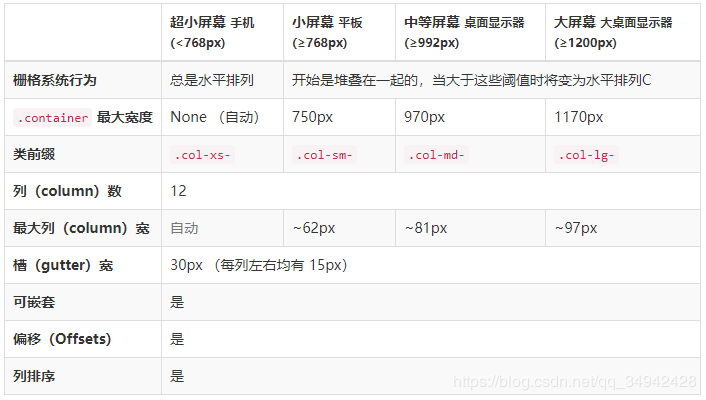 超小屏幕 手机 (<768px) 小屏幕 平板 (≥768px) 中等屏幕 桌面显示器 (≥992px) 大屏幕 大桌面显示器 (≥1200px)
栅格系统行为 总是水平排列 开始是堆叠在一起的，当大于这些阈值时将变为水平排列C
.container 最大宽度 None （自动） 750px 970px 1170px
类前缀 .col-xs- .col-sm- .col-md- .col-lg-
列（column）数 12
最大列（column）宽 自动 ~62px ~81px ~97px
槽（gutter）宽 30px （每列左右均有 15px）
可嵌套 是
偏移（Offsets） 是
列排序 是
https://blog.csdn.net/qq_34942428